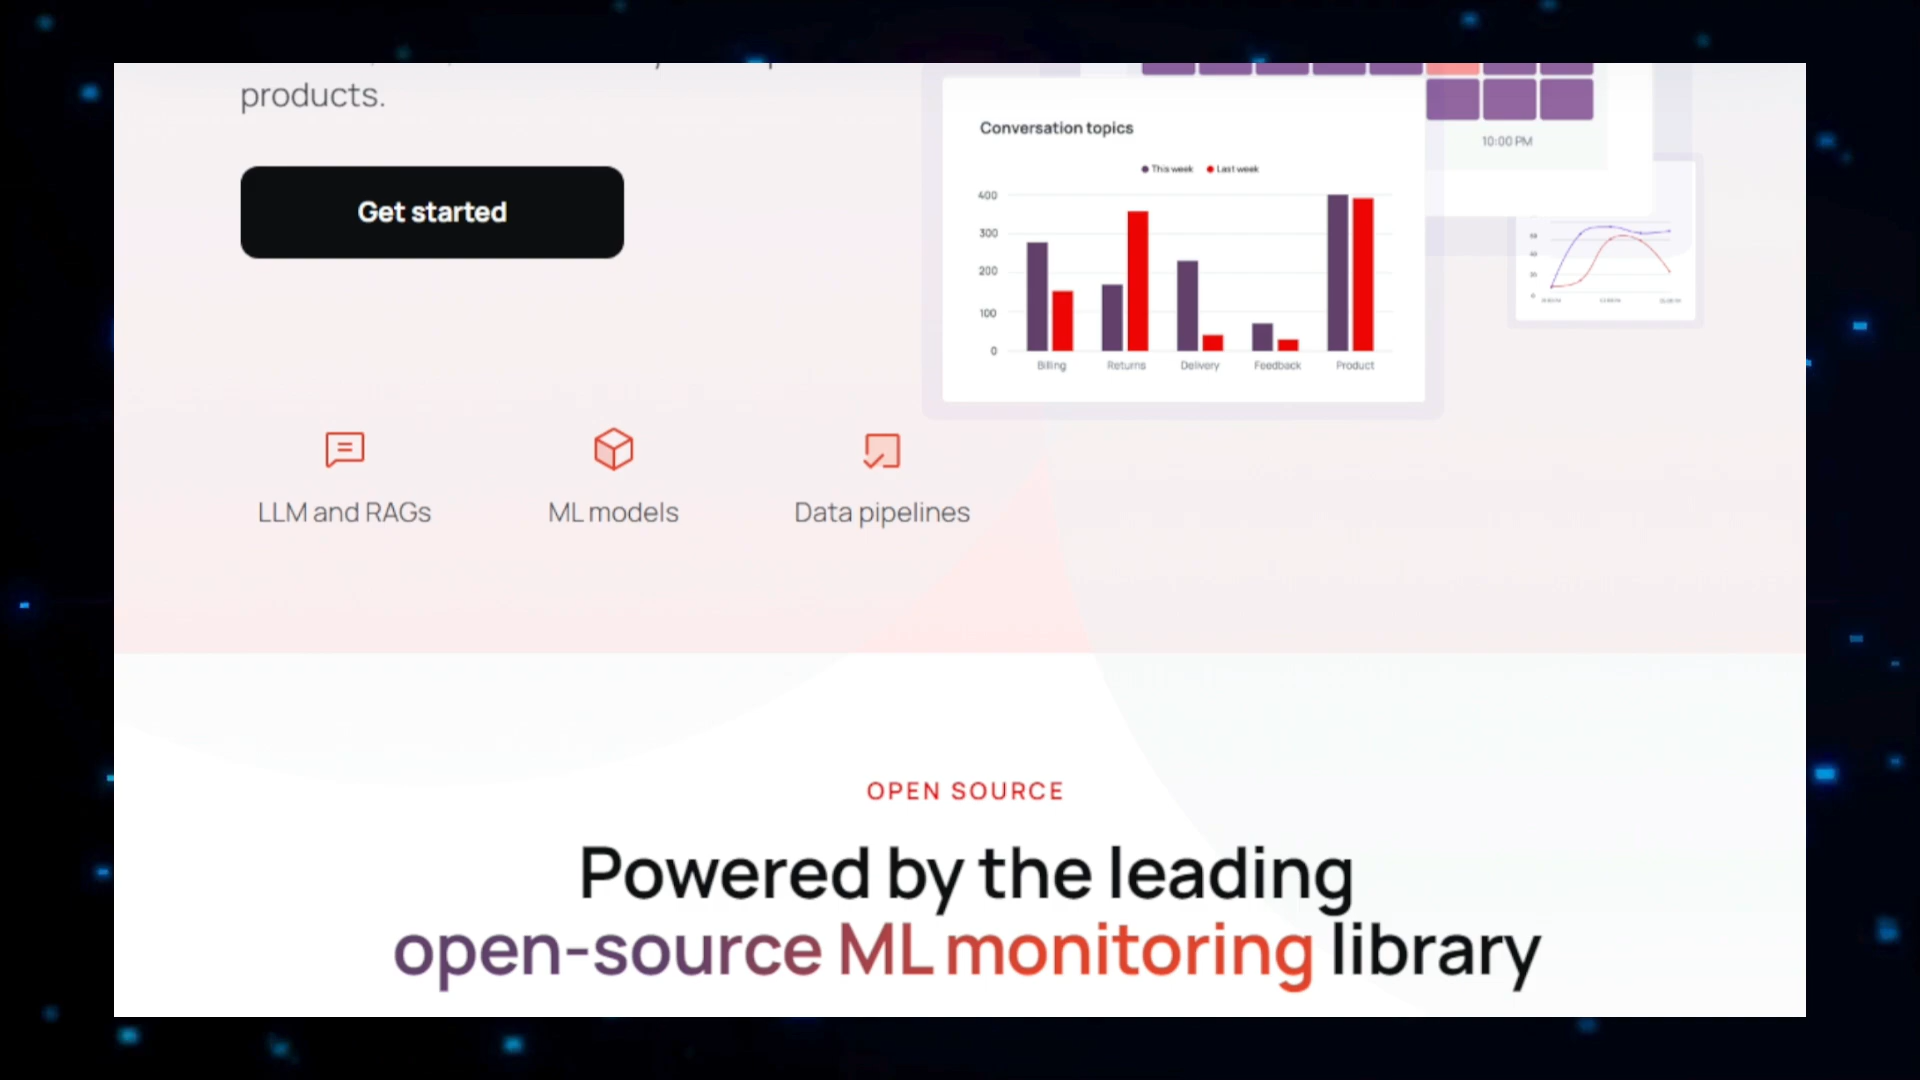 products.
Get started
LLM and RAGs
ML models
Data pipelines
Conversation topics
This week
Last week
400
300
200
100
0
Billing
Returns
Delivery
Feedback
Product
10:00 PM
OPEN SOURCE
Powered by the leading
open-source ML monitoring library